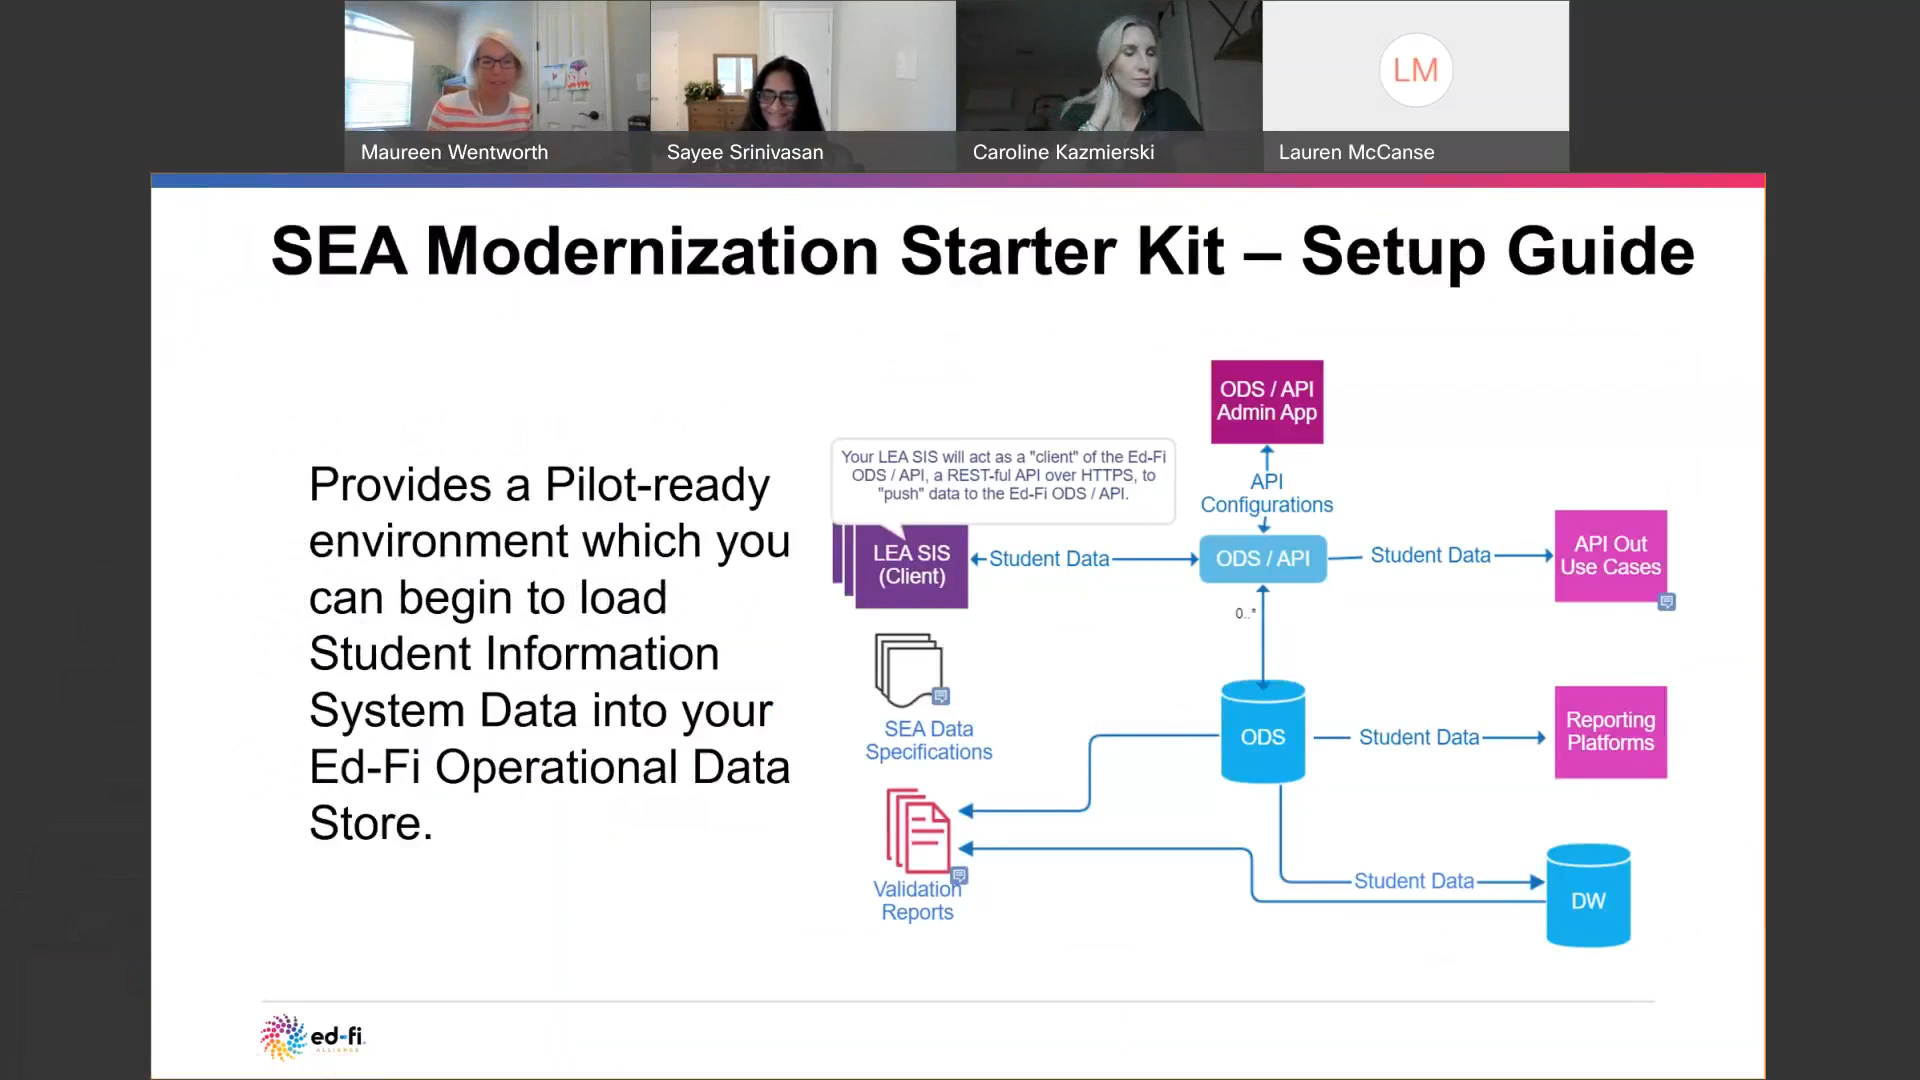 LM
Maureen Wentworth
Sayee Srinivasan
Caroline Kazmierski
Lauren McCanse
SEA Modernization Starter Kit – Setup Guide
Provides a Pilot-ready
environment which you
can begin to load
Student Information
System Data into your
Ed-Fi Operational Data
Store.
ODS / API
Admin App
API
Configurations
Your LEA SIS will act as a "client" of the Ed-Fi
ODS / API, a REST-ful API over HTTPS, to
"push" data to the Ed-Fi ODS / API.
LEA SIS
(Client)
Student Data
ODS / API
Student Data
API Out
Use Cases
0..*
SEA Data
Specifications
ODS
Student Data
Reporting
Platforms
Validation
Reports
Student Data
DW
ed-fi
ALLIANCE